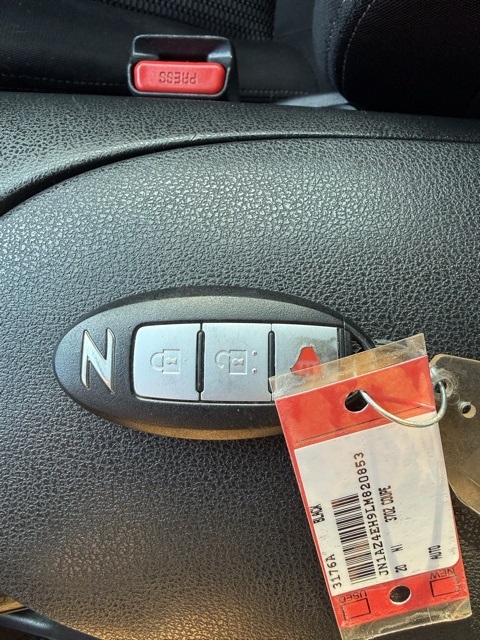 PRESS
Z
3176A BLACK
JN1AZ4EH9LM820853
20 NI 370Z COUPE
AUTO
USED NEW